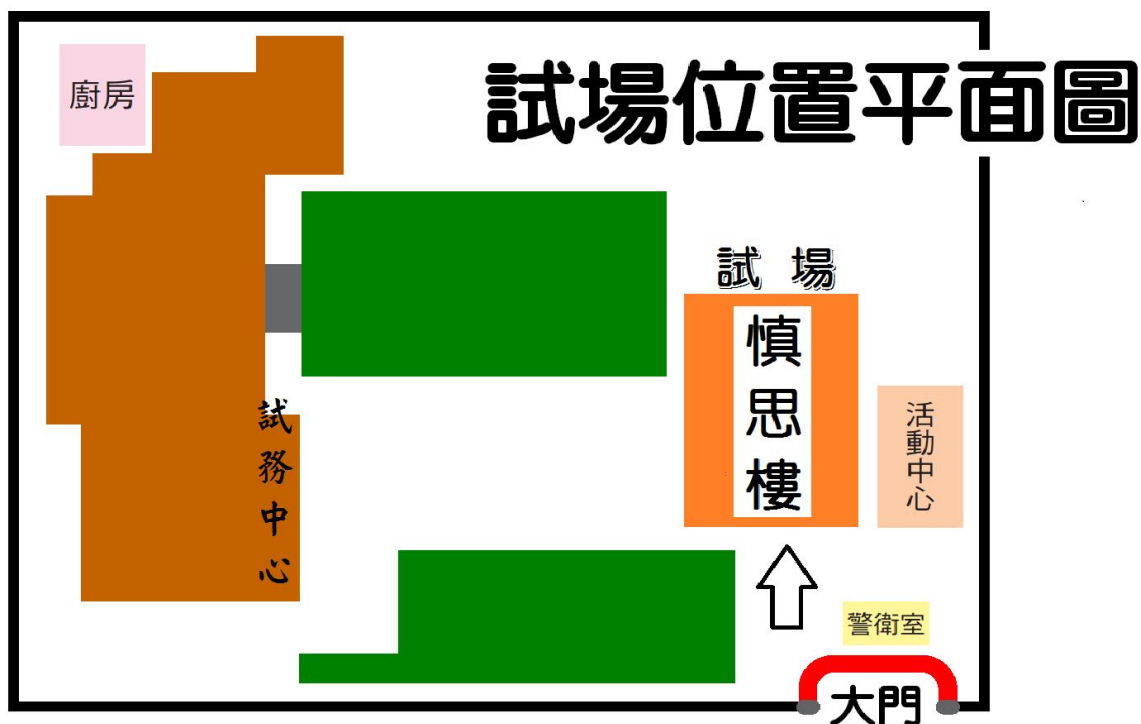 試場位置平面圖
廚房
試場
慎思樓
活動中心
試務中心
警衛室
大門